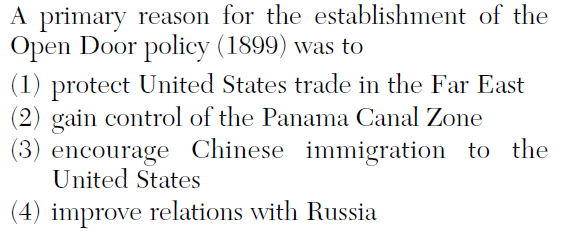 A primary reason for the establishment of the
Open Door policy (1899) was to
(1) protect United States trade in the Far East
(2) gain control of the Panama Canal Zone
(3) encourage Chinese immigration to the
United States
(4) improve relations with Russia